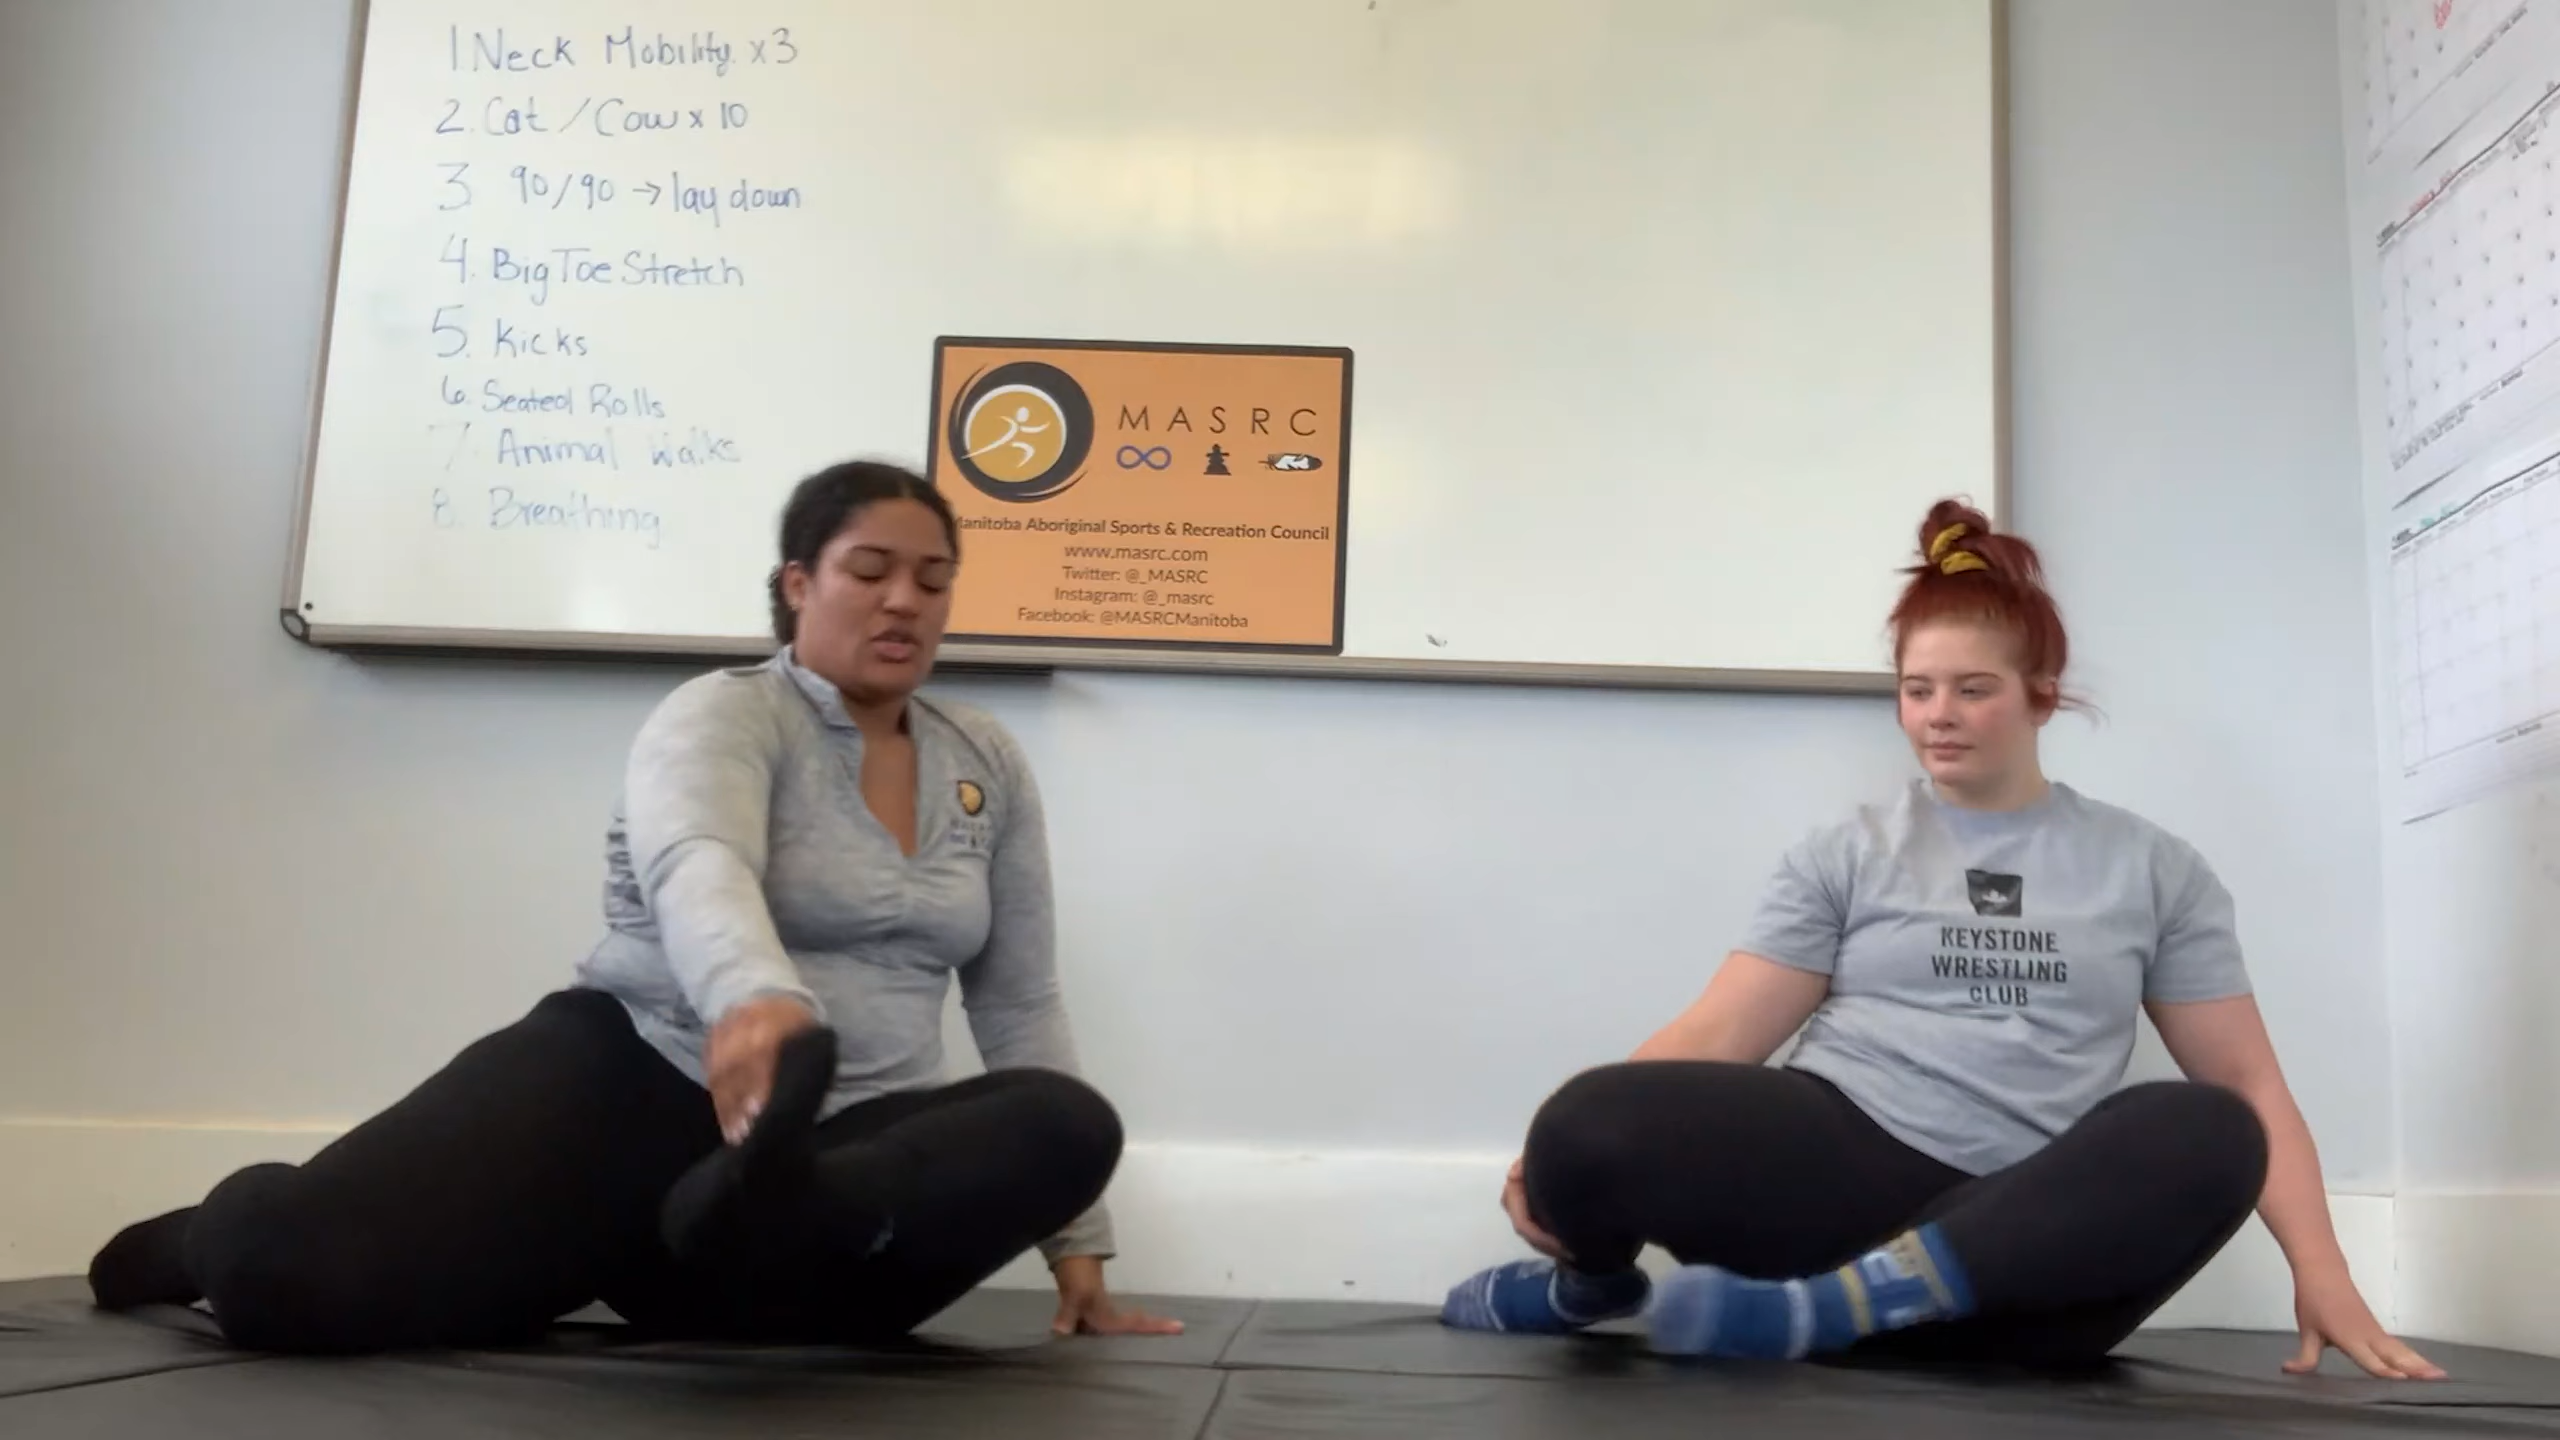 1 Neck Mobility. x3
2. Cat / Cow x 10
3 90/90 → lay down
4. Big Toe Stretch
5. Kicks
6. Seated Rolls
7. Animal Walks
8. Breathing
MASRC
Manitoba Aboriginal Sports & Recreation Council
www.masrc.com
Twitter: @_MASRC
Instagram: @_masrc
Facebook: @MASRCManitoba
KEYSTONE
WRESTLING
CLUB